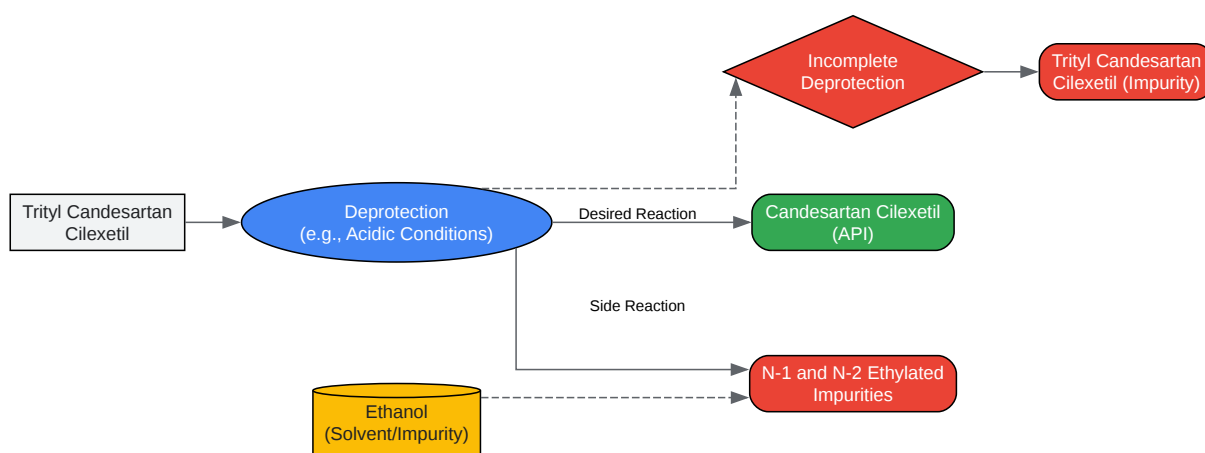 Incomplete
Deprotection
Trityl Candesartan
Cilexetil (Impurity)
Trityl Candesartan
Cilexetil
Deprotection
(e.g., Acidic Conditions)
Desired Reaction
Candesartan Cilexetil
(API)
Side Reaction
N-1 and N-2 Ethylated
Impurities
Ethanol
(Solvent/Impurity)